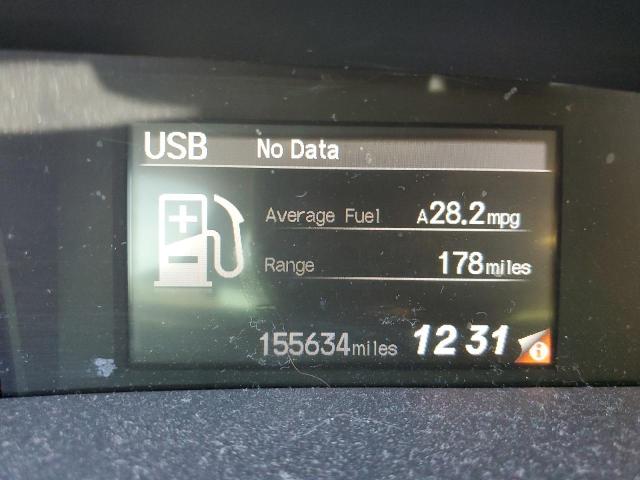 USB No Data
Average Fuel A28.2mpg
Range 178miles
155634miles 12 31 i